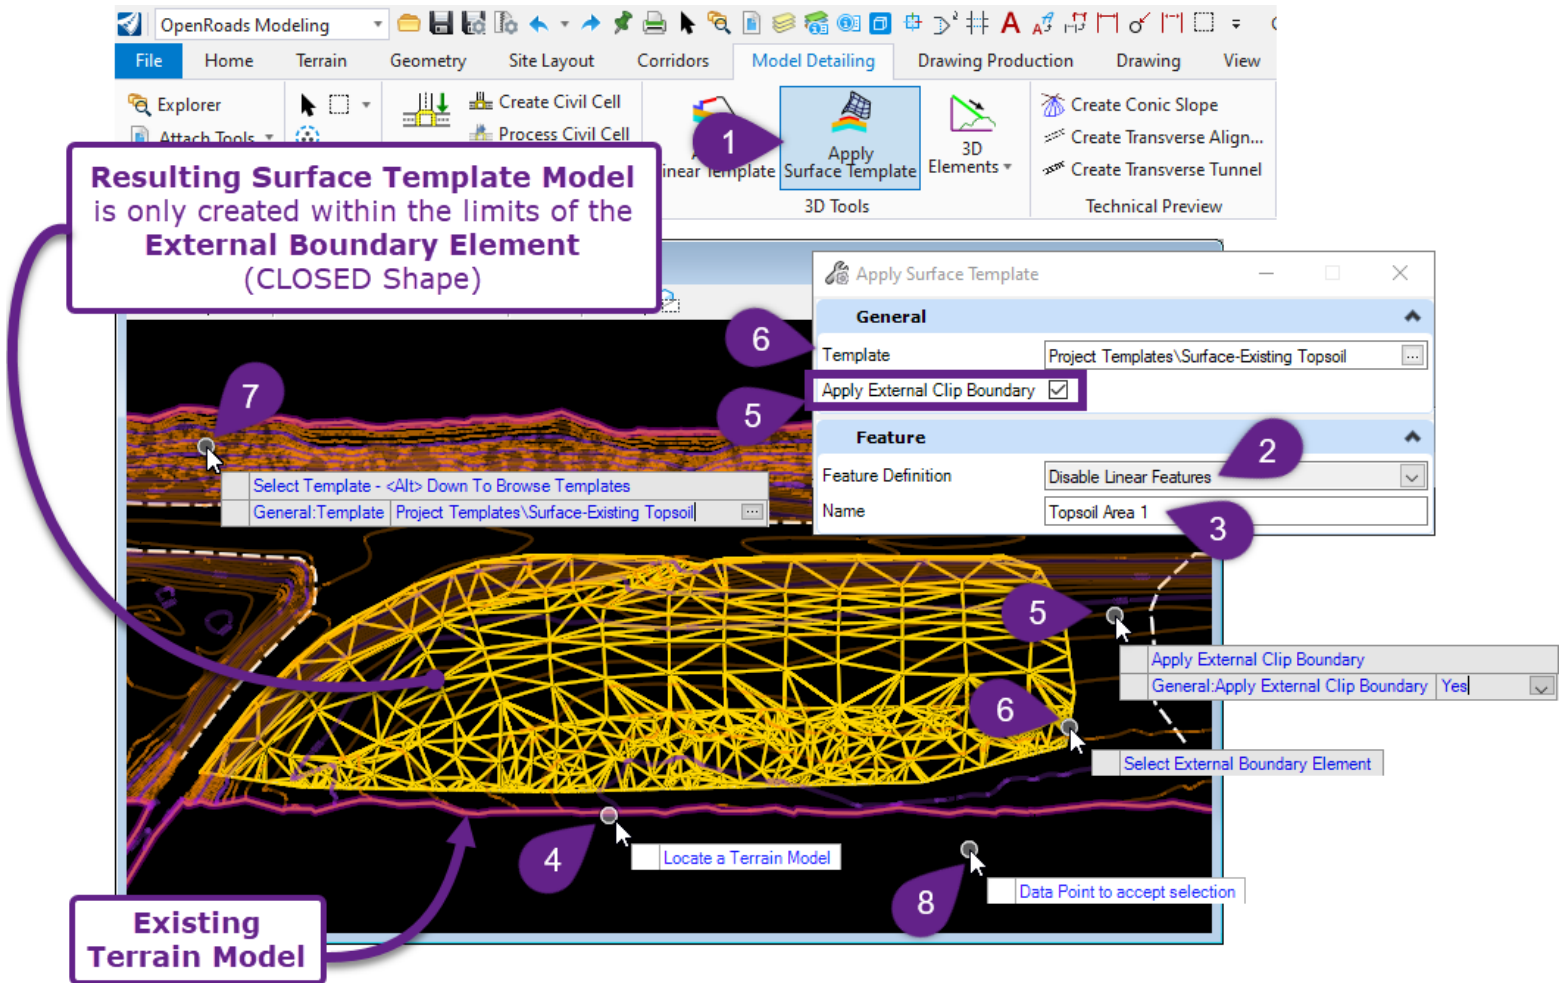 OpenRoads Modeling
File Home Terrain Geometry Site Layout Corridors Model Detailing Drawing Production Drawing View
Explorer
Attach Tools
Create Civil Cell
Process Civil Cell
inear Template
Apply
Surface Template
3D
Elements
3D Tools
Create Conic Slope
Create Transverse Align...
Create Transverse Tunnel
Technical Preview
1
Resulting Surface Template Model
is only created within the limits of the
External Boundary Element
(CLOSED Shape)
Apply Surface Template
General
6
Template Project Templates\Surface-Existing Topsoil ...
5
Apply External Clip Boundary
Feature
2
Feature Definition Disable Linear Features
Name Topsoil Area 1
3
7
Select Template - <Alt> Down To Browse Templates
General:Template Project Templates\Surface-Existing Topsoil ...
5
Apply External Clip Boundary
General:Apply External Clip Boundary Yes
6
Select External Boundary Element
4
Locate a Terrain Model
8
Data Point to accept selection
Existing
Terrain Model